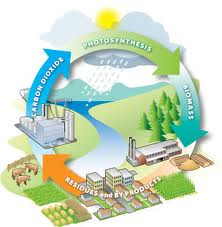 PHOTOSYNTHESIS
BIOMASS
RESIDUES and BY PRODUCTS
CARBON DIOXIDE